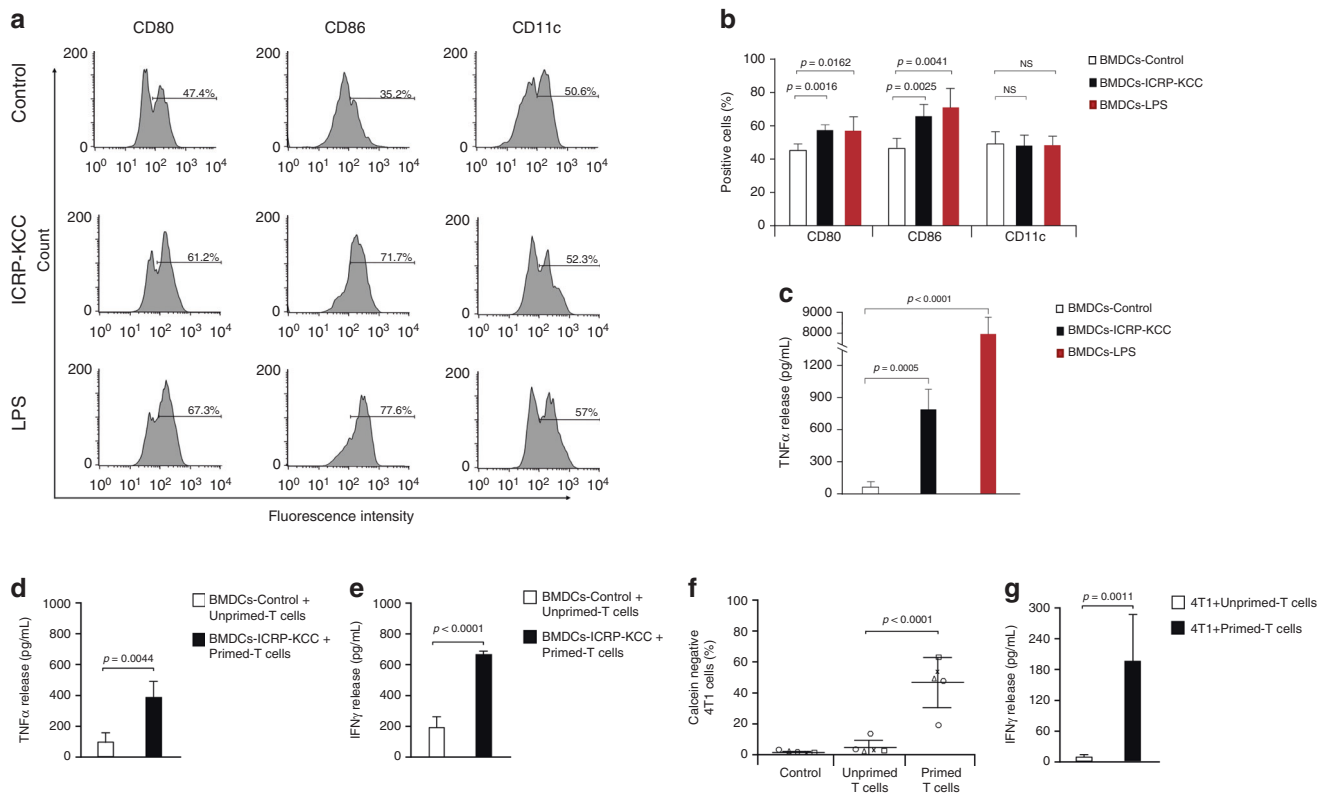 a
CD80
CD86
CD11c
Control
ICRP-KCC
LPS
Count
Fluorescence intensity
200
0
47.4%
10⁰ 10¹ 10² 10³ 10⁴
200
0
35.2%
10⁰ 10¹ 10² 10³ 10⁴
200
0
50.6%
10⁰ 10¹ 10² 10³ 10⁴
200
0
61.2%
10⁰ 10¹ 10² 10³ 10⁴
200
0
71.7%
10⁰ 10¹ 10² 10³ 10⁴
200
0
52.3%
10⁰ 10¹ 10² 10³ 10⁴
200
0
67.3%
10⁰ 10¹ 10² 10³ 10⁴
200
0
77.6%
10⁰ 10¹ 10² 10³ 10⁴
200
0
57%
10⁰ 10¹ 10² 10³ 10⁴
b
Positive cells (%)
100
80
60
40
20
0
p = 0.0162
p = 0.0016
p = 0.0041
p = 0.0025
NS
NS
CD80
CD86
CD11c
BMDCs-Control
BMDCs-ICRP-KCC
BMDCs-LPS
c
TNFα release (pg/mL)
9000
8000
1200
900
600
300
0
p < 0.0001
p = 0.0005
BMDCs-Control
BMDCs-ICRP-KCC
BMDCs-LPS
d
TNFα release (pg/mL)
1000
800
600
400
200
0
p = 0.0044
BMDCs-Control +
Unprimed-T cells
BMDCs-ICRP-KCC +
Primed-T cells
e
IFNγ release (pg/mL)
1000
800
600
400
200
0
p < 0.0001
BMDCs-Control +
Unprimed-T cells
BMDCs-ICRP-KCC +
Primed-T cells
f
Calcein negative
4T1 cells (%)
100
80
60
40
20
0
p < 0.0001
Control
Unprimed
T cells
Primed
T cells
g
IFNγ release (pg/mL)
300
240
180
120
60
0
p = 0.0011
4T1+Unprimed-T cells
4T1+Primed-T cells